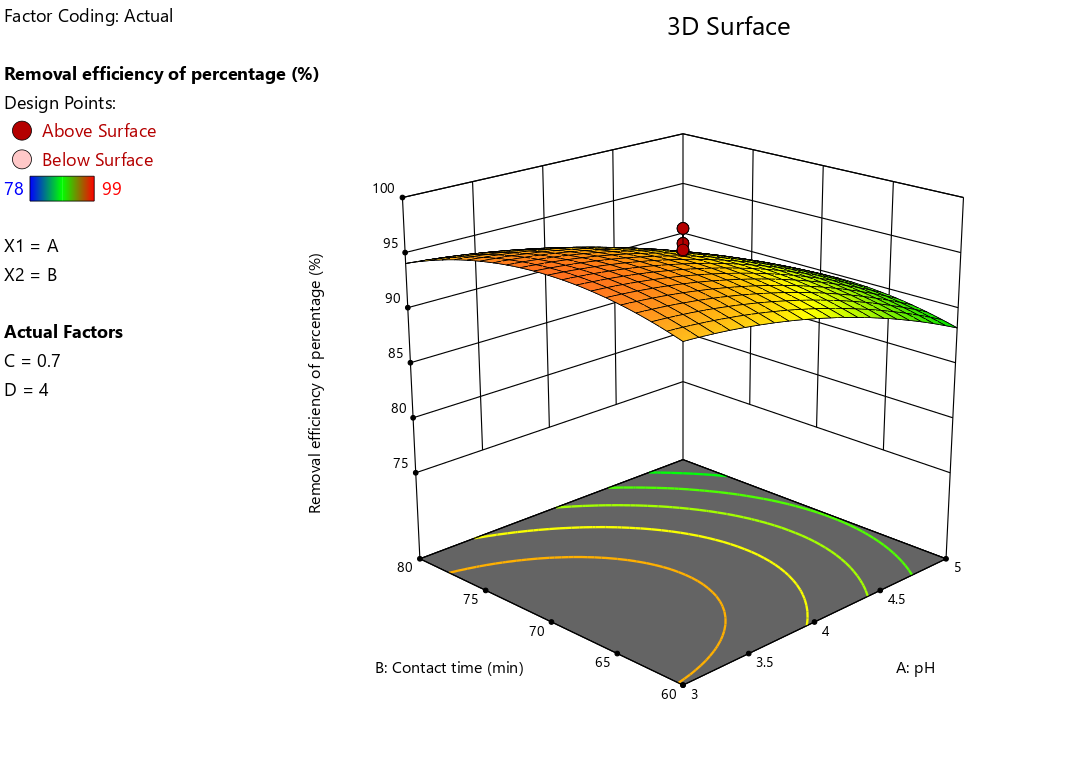 Factor Coding: Actual
3D Surface
Removal efficiency of percentage (%)
Design Points:
Above Surface
Below Surface
78 99
X1 = A
X2 = B
Actual Factors
C = 0.7
D = 4
Removal efficiency of percentage (%)
100
95
90
85
80
75
80
75
70
65
60
3
3.5
4
4.5
5
B: Contact time (min)
A: pH